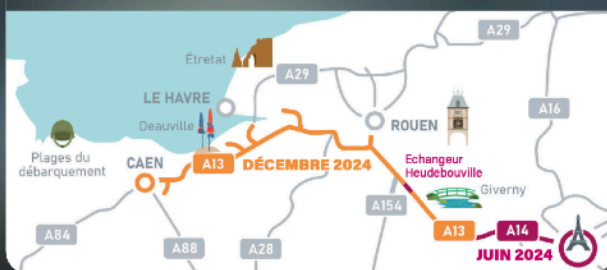 A29
Étretat
A29
LE HAVRE
A16
Deauville
ROUEN
Plages du
débarquement
CAEN
A13
DÉCEMBRE 2024
Echangeur
Heudebouville
Giverny
A154
A84
A88
A28
A13
A14
JUIN 2024